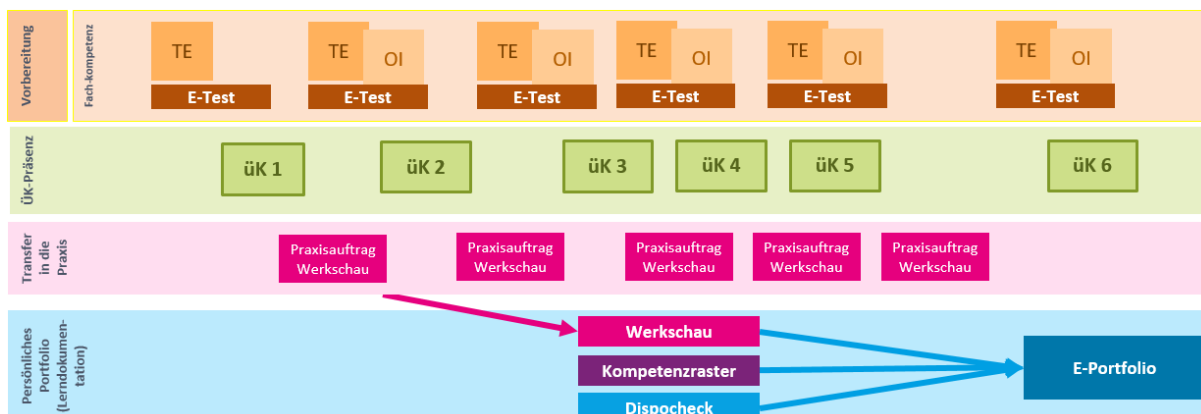 Vorbereitung
Fach-kompetenz
TE
E-Test
TE
OI
E-Test
TE
OI
E-Test
TE
OI
E-Test
TE
OI
E-Test
TE
OI
E-Test
ÜK-Präsenz
üK 1
üK 2
üK 3
üK 4
üK 5
üK 6
Transfer
in die
Praxis
Praxisauftrag
Werkschau
Praxisauftrag
Werkschau
Praxisauftrag
Werkschau
Praxisauftrag
Werkschau
Praxisauftrag
Werkschau
Persönliches
Portfolio
(Lerndokumen-
tation)
Werkschau
Kompetenzraster
Dispocheck
E-Portfolio